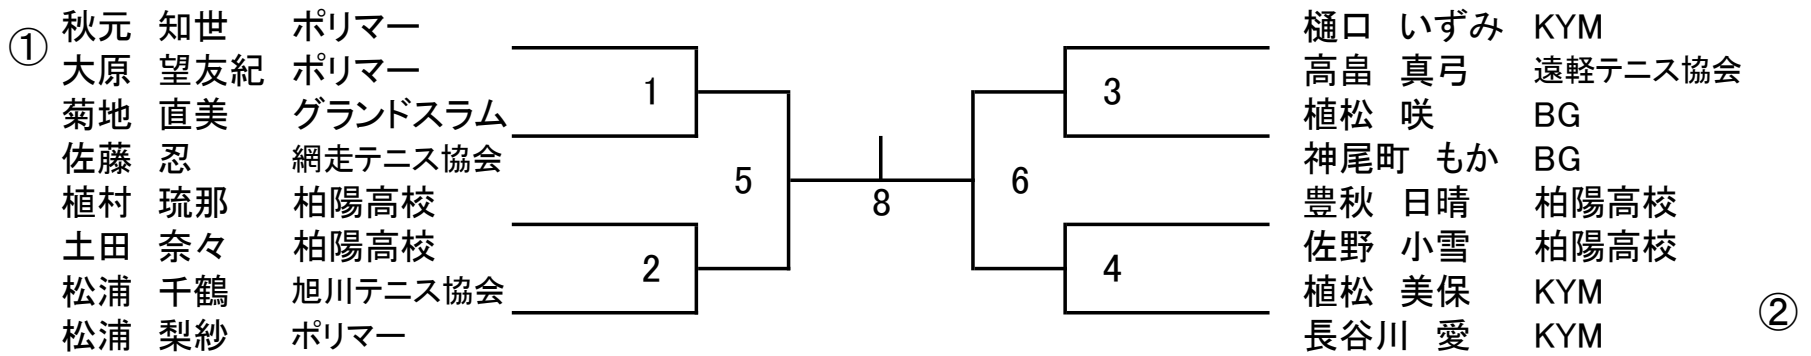 ①
秋元 知世 ポリマー
大原 望友紀 ポリマー
菊地 直美 グランドスラム
佐藤 忍 網走テニス協会
植村 琉那 柏陽高校
土田 奈々 柏陽高校
松浦 千鶴 旭川テニス協会
松浦 梨紗 ポリマー
1
2
5
8
6
3
4
樋口 いずみ KYM
高畠 真弓 遠軽テニス協会
植松 咲 BG
神尾町 もか BG
豊秋 日晴 柏陽高校
佐野 小雪 柏陽高校
植松 美保 KYM
長谷川 愛 KYM
②